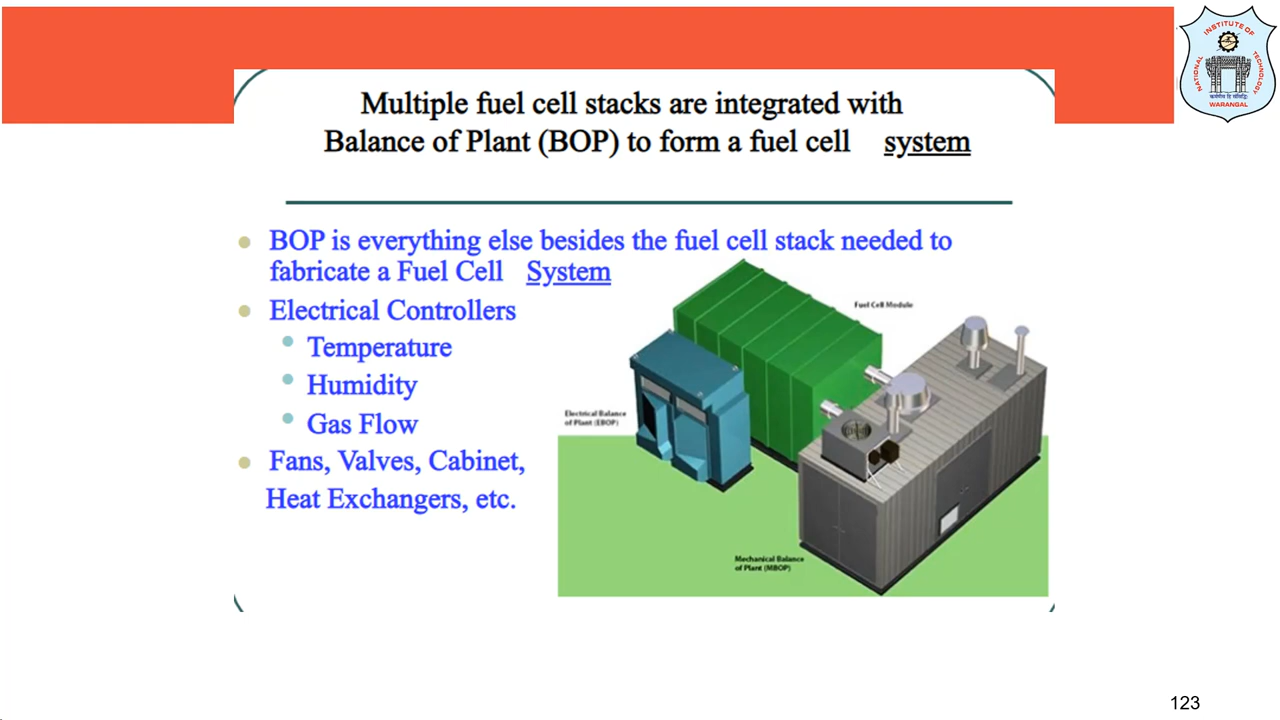 INSTITUTE OF
NATIONAL
TECHNOLOGY
WARANGAL
Multiple fuel cell stacks are integrated with
Balance of Plant (BOP) to form a fuel cell system
BOP is everything else besides the fuel cell stack needed to
fabricate a Fuel Cell System
Electrical Controllers
Temperature
Humidity
Gas Flow
Fans, Valves, Cabinet,
Heat Exchangers, etc.
Fuel Cell Module
Electrical Balance
of Plant (EBOP)
Mechanical Balance
of Plant (MBOP)
123